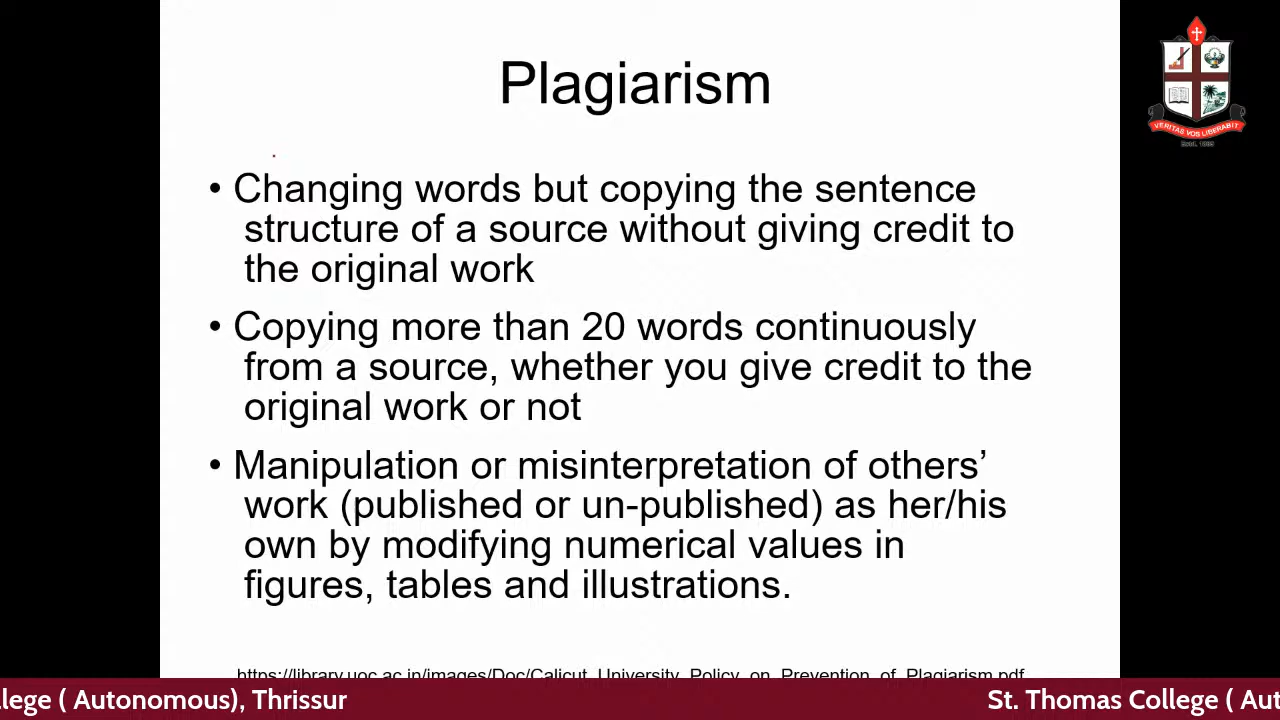 Plagiarism
• Changing words but copying the sentence
structure of a source without giving credit to
the original work
• Copying more than 20 words continuously
from a source, whether you give credit to the
original work or not
• Manipulation or misinterpretation of others’
work (published or un-published) as her/his
own by modifying numerical values in
figures, tables and illustrations.
https://library.uoc.ac.in/images/Doc/Calicut_University_Policy_on_Prevention_of_Plagiarism.pdf
VERITAS VOS LIBERABIT
llege ( Autonomous), Thrissur
St. Thomas College ( Aut